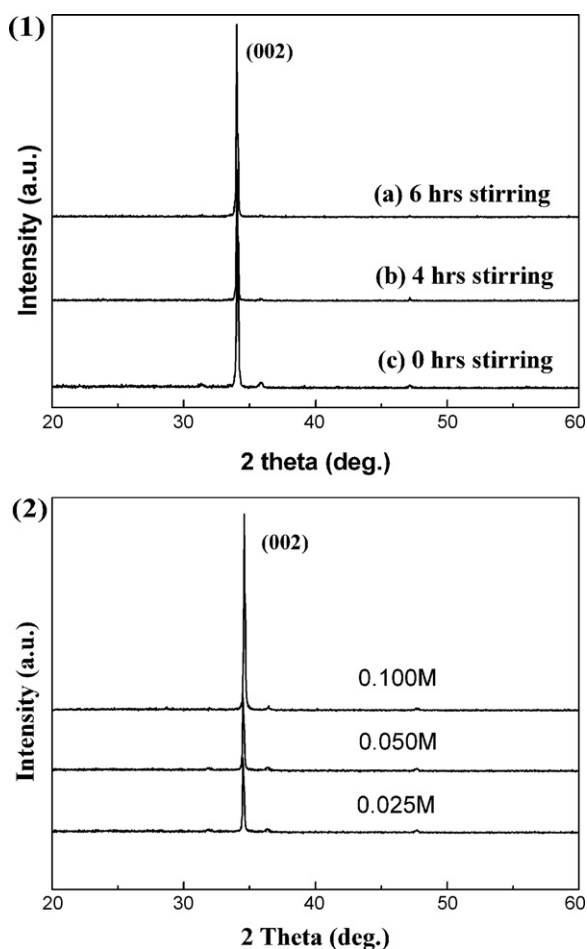 (1)
(002)
(a) 6 hrs stirring
(b) 4 hrs stirring
(c) 0 hrs stirring
Intensity (a.u.)
20 30 40 50 60
2 theta (deg.)
(2)
(002)
0.100M
0.050M
0.025M
Intensity (a.u.)
20 30 40 50 60
2 Theta (deg.)